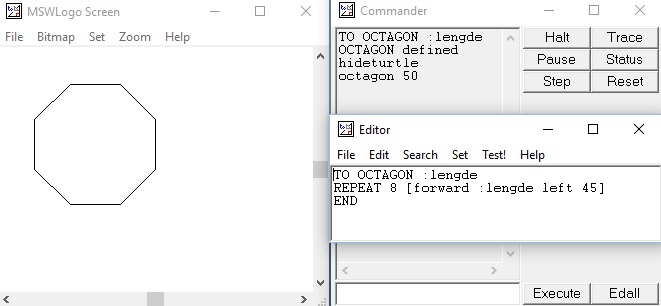 MSWLogo Screen
File Bitmap Set Zoom Help
Commander
TO OCTAGON :lengde
OCTAGON defined
hideturtle
octagon 50
Halt Trace
Pause Status
Step Reset
Editor
File Edit Search Set Test! Help
TO OCTAGON :lengde
REPEAT 8 [forward :lengde left 45]
END
Execute Edall